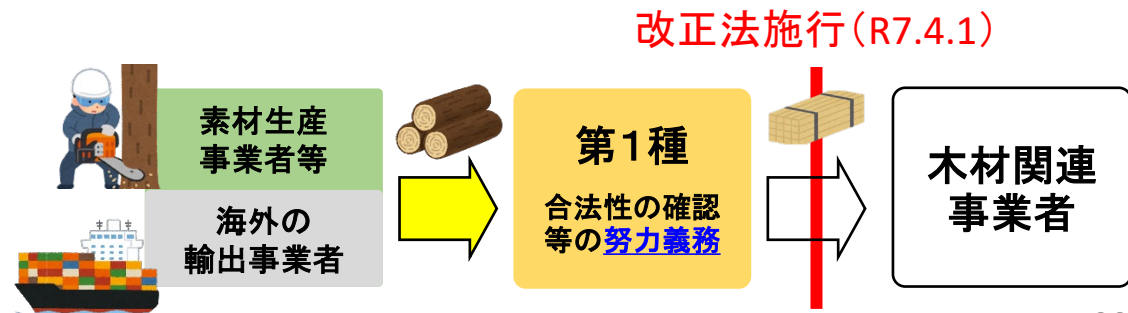 改正法施行（R7.4.1）
素材生産
事業者等
海外の
輸出事業者
第１種
合法性の確認
等の努力義務
木材関連
事業者